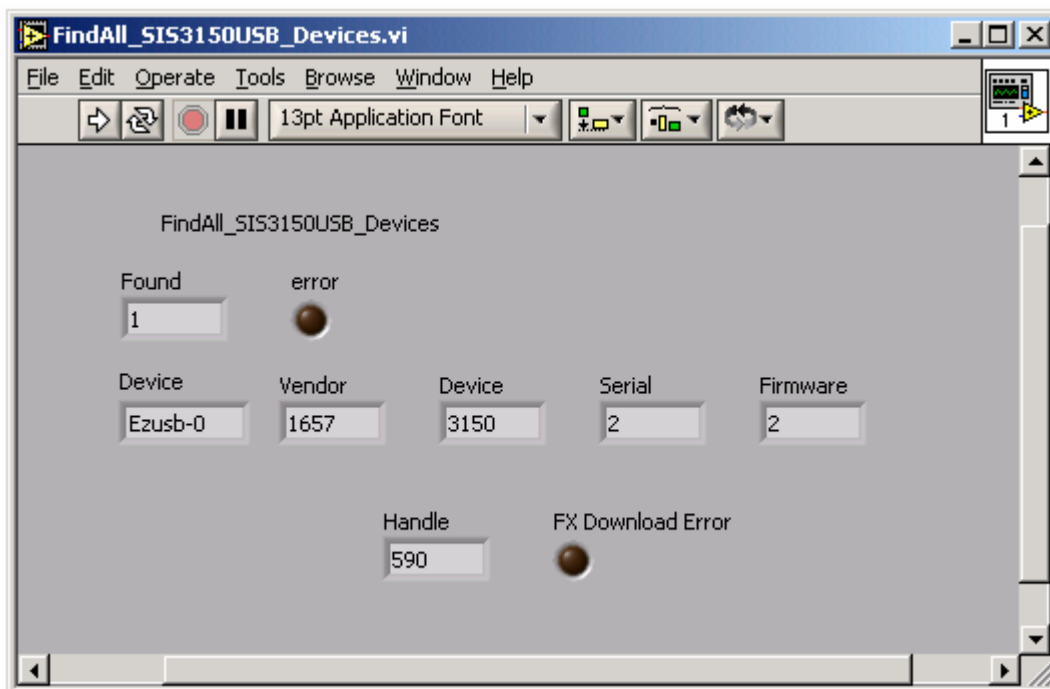 FindAll_SIS3150USB_Devices.vi
File Edit Operate Tools Browse Window Help
13pt Application Font
1
FindAll_SIS3150USB_Devices
Found error
1
Device Vendor Device Serial Firmware
Ezusb-0 1657 3150 2 2
Handle FX Download Error
590